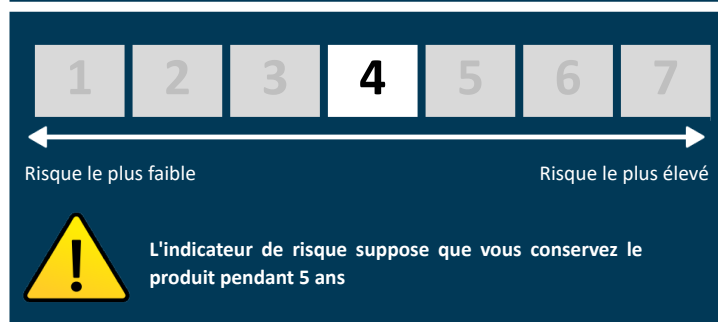 1 2 3 4 5 6 7
Risque le plus faible Risque le plus élevé
L'indicateur de risque suppose que vous conservez le
produit pendant 5 ans